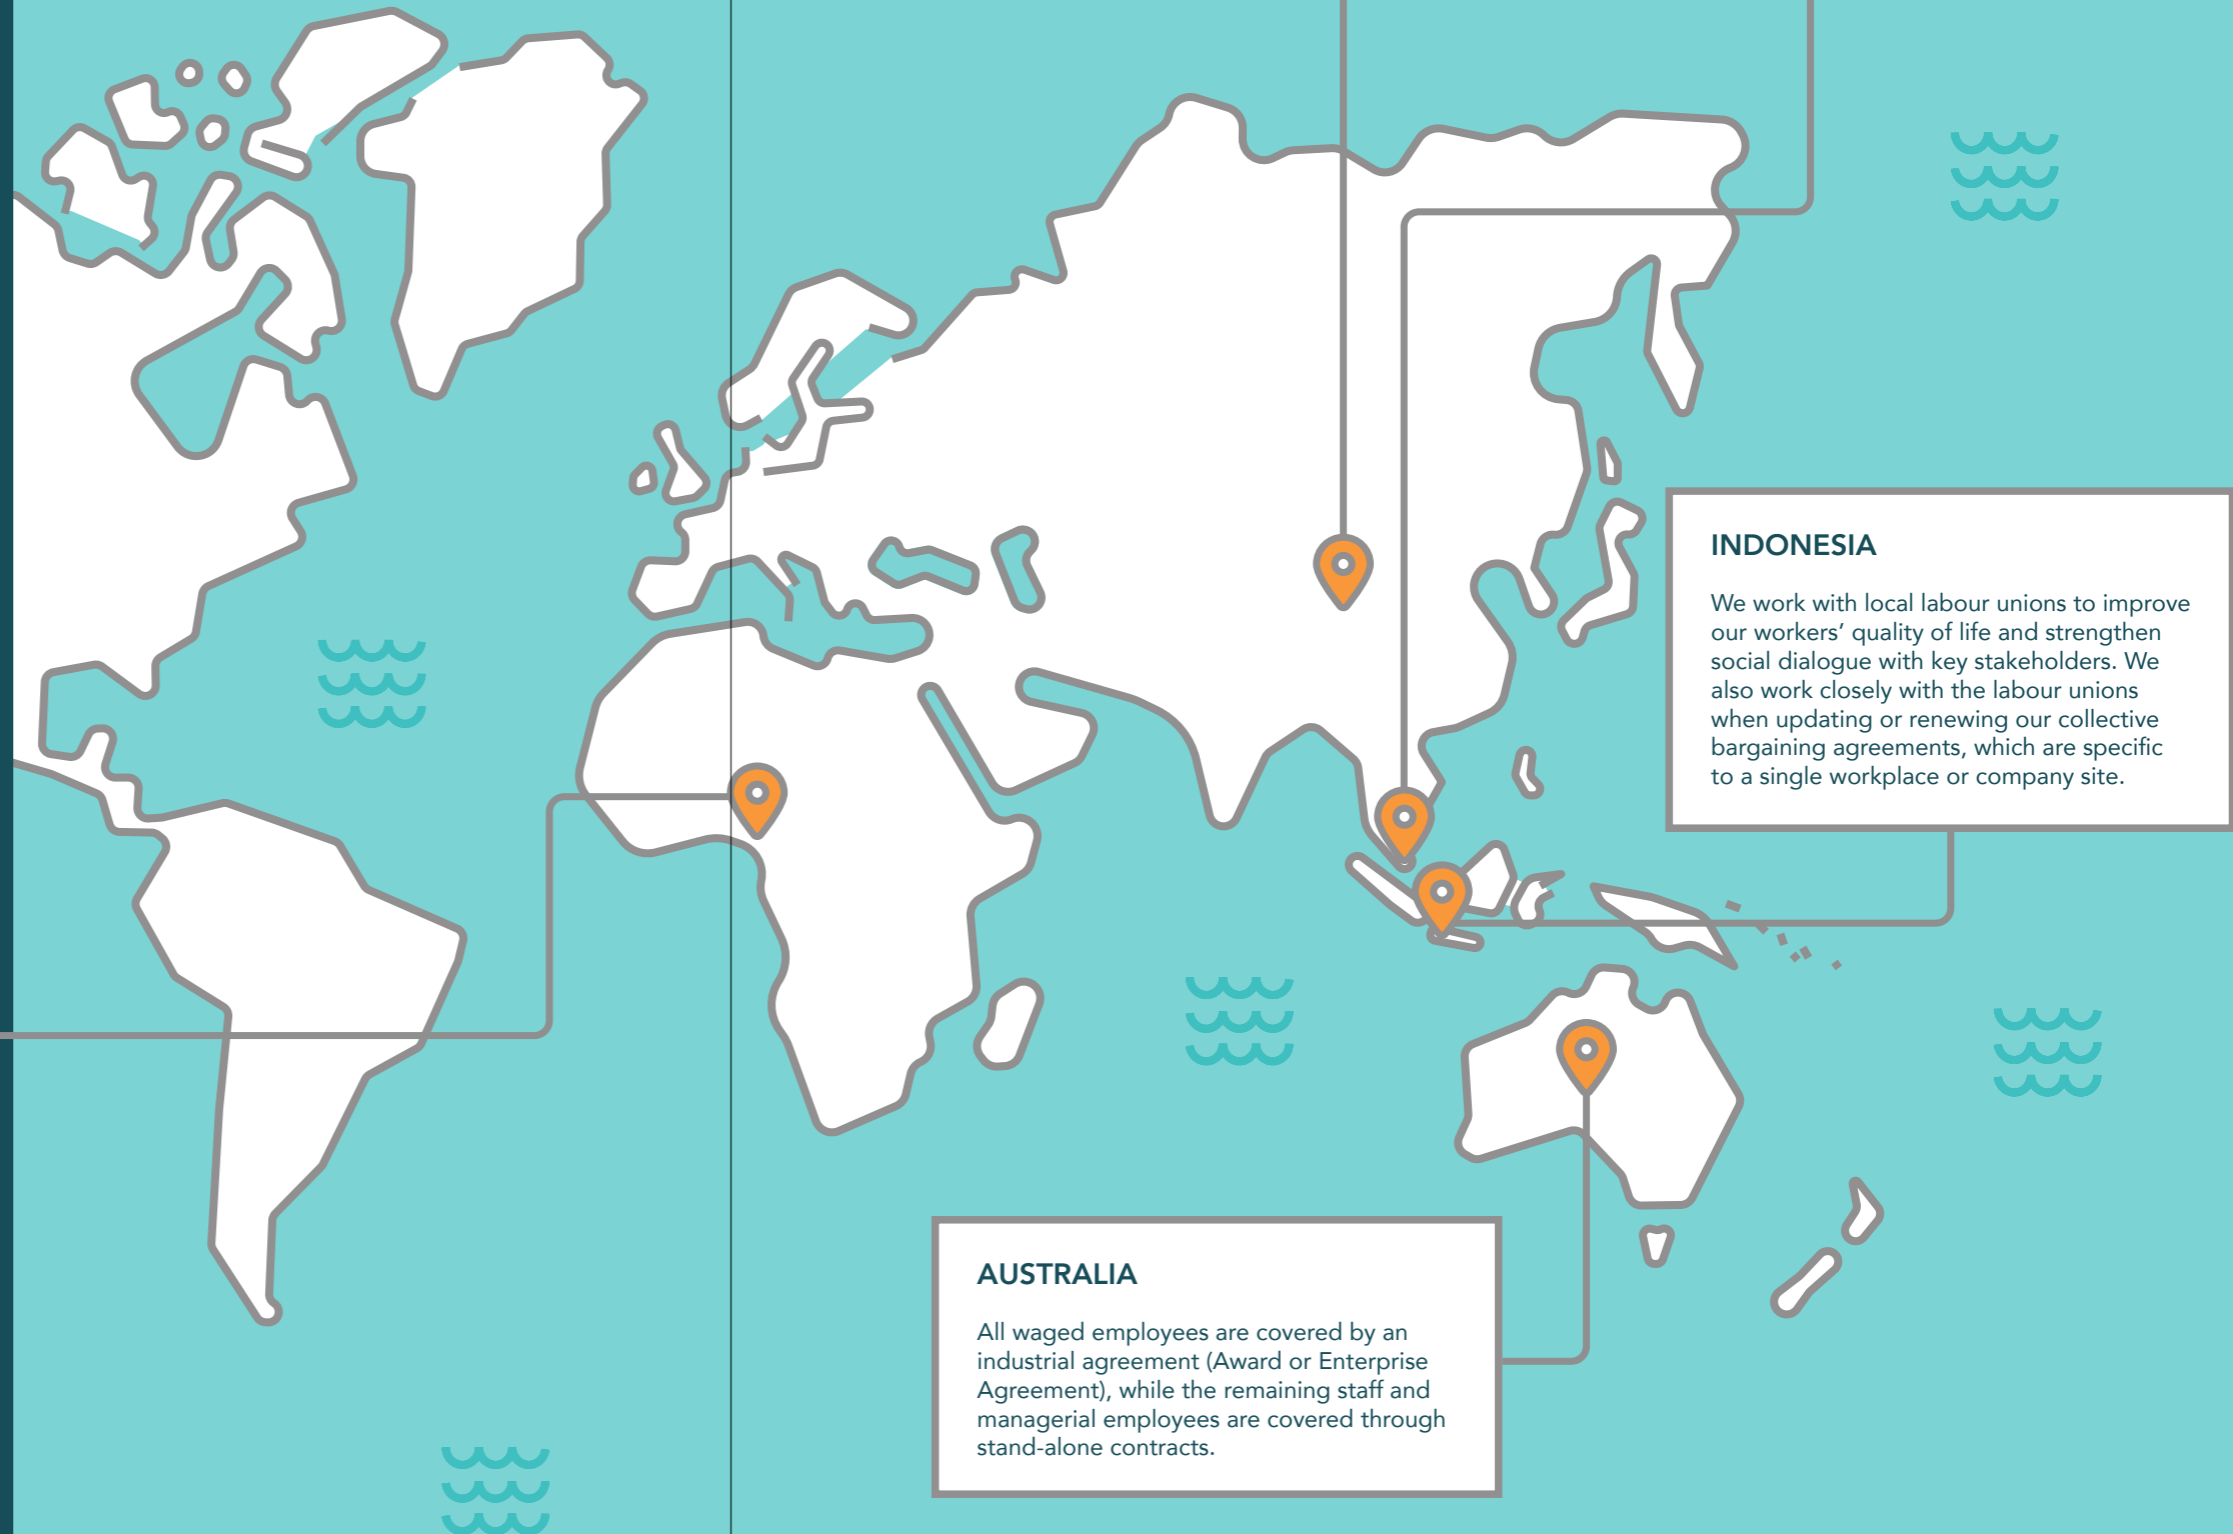 INDONESIA
We work with local labour unions to improve
our workers’ quality of life and strengthen
social dialogue with key stakeholders. We
also work closely with the labour unions
when updating or renewing our collective
bargaining agreements, which are specific
to a single workplace or company site.
AUSTRALIA
All waged employees are covered by an
industrial agreement (Award or Enterprise
Agreement), while the remaining staff and
managerial employees are covered through
stand-alone contracts.